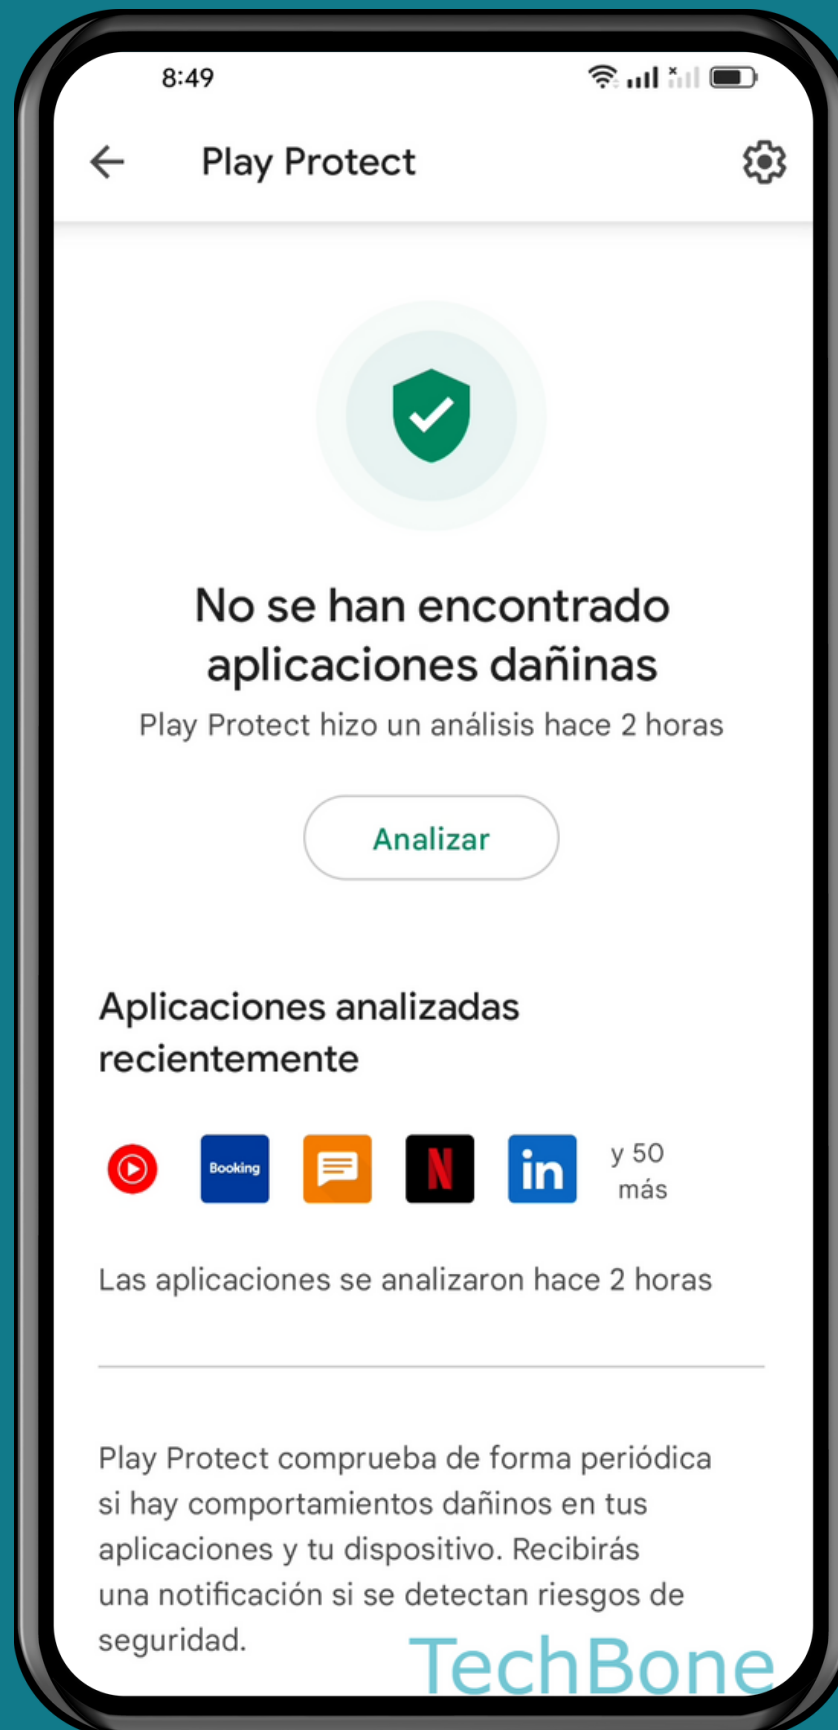 8:49
Play Protect
No se han encontrado
aplicaciones dañinas
Play Protect hizo un análisis hace 2 horas
Analizar
Aplicaciones analizadas
recientemente
Booking
N
in
y 50
más
Las aplicaciones se analizaron hace 2 horas
Play Protect comprueba de forma periódica
si hay comportamientos dañinos en tus
aplicaciones y tu dispositivo. Recibirás
una notificación si se detectan riesgos de
seguridad.
TechBone